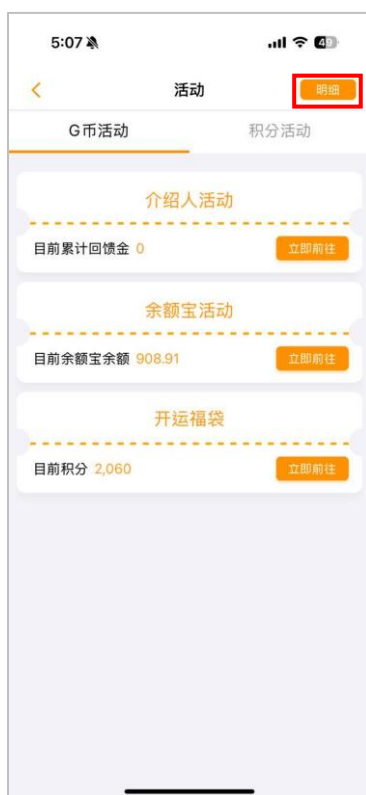 5:07 49
活动 明细
G币活动 积分活动
介绍人活动
目前累计回馈金 0 立即前往
余额宝活动
目前余额宝余额 908.91 立即前往
开运福袋
目前积分 2,060 立即前往